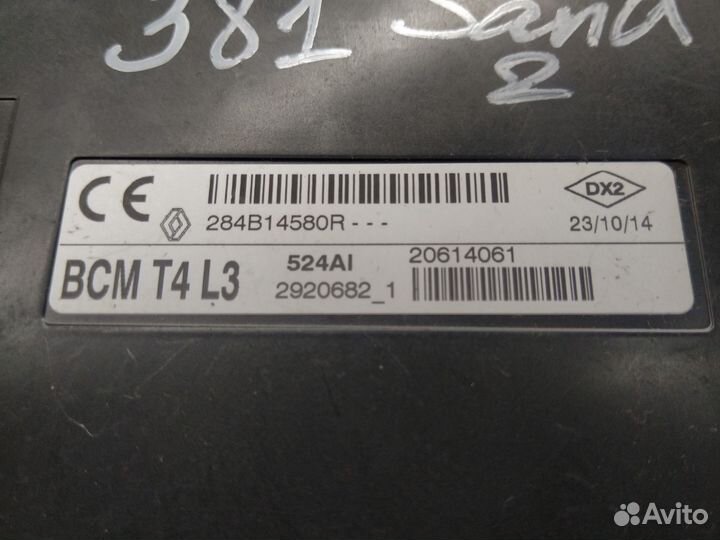 381 Sand
2
CE 284B14580R - - - DX2
23/10/14
BCM T4 L3 524AI 20614061
2920682_1
Avito